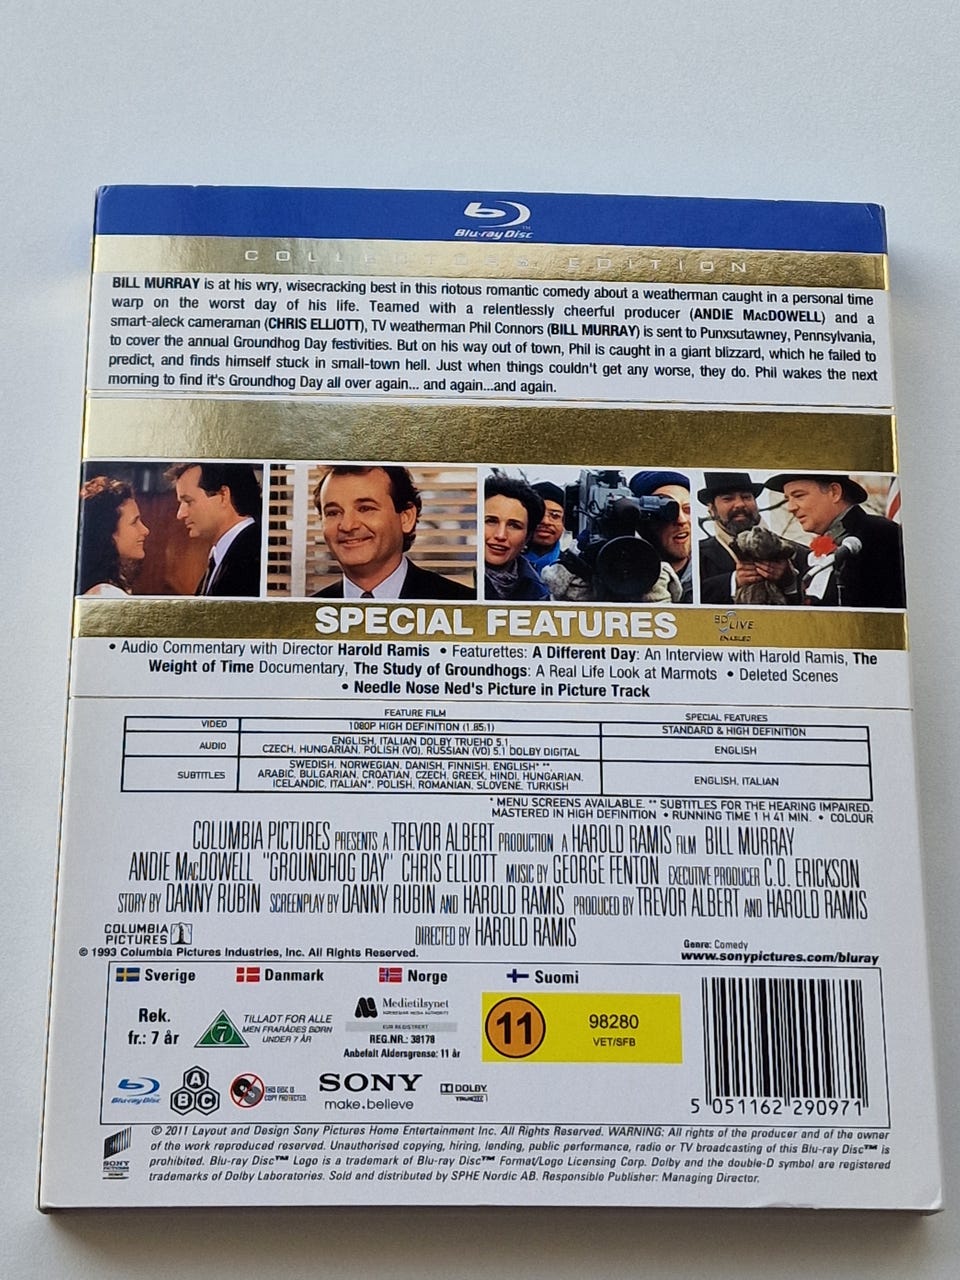 Blu-ray Disc™
COLLECTOR'S EDITION
BILL MURRAY is at his wry, wisecracking best in this riotous romantic comedy about a weatherman caught in a personal time
warp on the worst day of his life. Teamed with a relentlessly cheerful producer (ANDIE MacDOWELL) and a
smart-aleck cameraman (CHRIS ELLIOTT), TV weatherman Phil Connors (BILL MURRAY) is sent to Punxsutawney, Pennsylvania,
to cover the annual Groundhog Day festivities. But on his way out of town, Phil is caught in a giant blizzard, which he failed to
predict, and finds himself stuck in small-town hell. Just when things couldn't get any worse, they do. Phil wakes the next
morning to find it's Groundhog Day all over again... and again...and again.
SPECIAL FEATURES
BD LIVE
ENABLED
• Audio Commentary with Director Harold Ramis • Featurettes: A Different Day: An Interview with Harold Ramis, The
Weight of Time Documentary, The Study of Groundhogs: A Real Life Look at Marmots • Deleted Scenes
• Needle Nose Ned's Picture in Picture Track
FEATURE FILM SPECIAL FEATURES
VIDEO 1080P HIGH DEFINITION (1.85:1) STANDARD & HIGH DEFINITION
AUDIO ENGLISH, ITALIAN DOLBY TRUEHD 5.1, ENGLISH
CZECH, HUNGARIAN, POLISH (VO), RUSSIAN (VO) 5.1 DOLBY DIGITAL
SUBTITLES SWEDISH, NORWEGIAN, DANISH, FINNISH, ENGLISH* **, ENGLISH, ITALIAN
ARABIC, BULGARIAN, CROATIAN, CZECH, GREEK, HINDI, HUNGARIAN,
ICELANDIC, ITALIAN*, POLISH, ROMANIAN, SLOVENE, TURKISH
* MENU SCREENS AVAILABLE. ** SUBTITLES FOR THE HEARING IMPAIRED.
MASTERED IN HIGH DEFINITION • RUNNING TIME 1 H 41 MIN. • COLOUR
COLUMBIA PICTURES PRESENTS A TREVOR ALBERT PRODUCTION A HAROLD RAMIS FILM BILL MURRAY
ANDIE MacDOWELL "GROUNDHOG DAY" CHRIS ELLIOTT MUSIC BY GEORGE FENTON EXECUTIVE PRODUCER C.O. ERICKSON
STORY BY DANNY RUBIN SCREENPLAY BY DANNY RUBIN AND HAROLD RAMIS PRODUCED BY TREVOR ALBERT AND HAROLD RAMIS
DIRECTED BY HAROLD RAMIS
COLUMBIA
PICTURES
© 1993 Columbia Pictures Industries, Inc. All Rights Reserved.
Genre: Comedy
www.sonypictures.com/bluray
Sverige Danmark Norge Suomi
Rek.
fr.: 7 år
7
TILLADT FOR ALLE
MEN FRARÅDES BØRN
UNDER 7 ÅR
Medietilsynet
NORWEGIAN MEDIA AUTHORITY
EUR REGISTRERT
REG.NR.: 38178
Anbefalt Aldersgrense: 11 år
11
98280
VET/SFB
Blu-ray Disc
A
B C
THIS DISC IS
COPY PROTECTED.
SONY
make.believe
DOLBY
TRUEHD
5 051162 290971
SONY
PICTURES
© 2011 Layout and Design Sony Pictures Home Entertainment Inc. All Rights Reserved. WARNING: All rights of the producer and of the owner
of the work reproduced reserved. Unauthorised copying, hiring, lending, public performance, radio or TV broadcasting of this Blu-ray Disc™ is
prohibited. Blu-ray Disc™ Logo is a trademark of Blu-ray Disc™ Format/Logo Licensing Corp. Dolby and the double-D symbol are registered
trademarks of Dolby Laboratories. Sold and distributed by SPHE Nordic AB. Responsible Publisher: Managing Director.